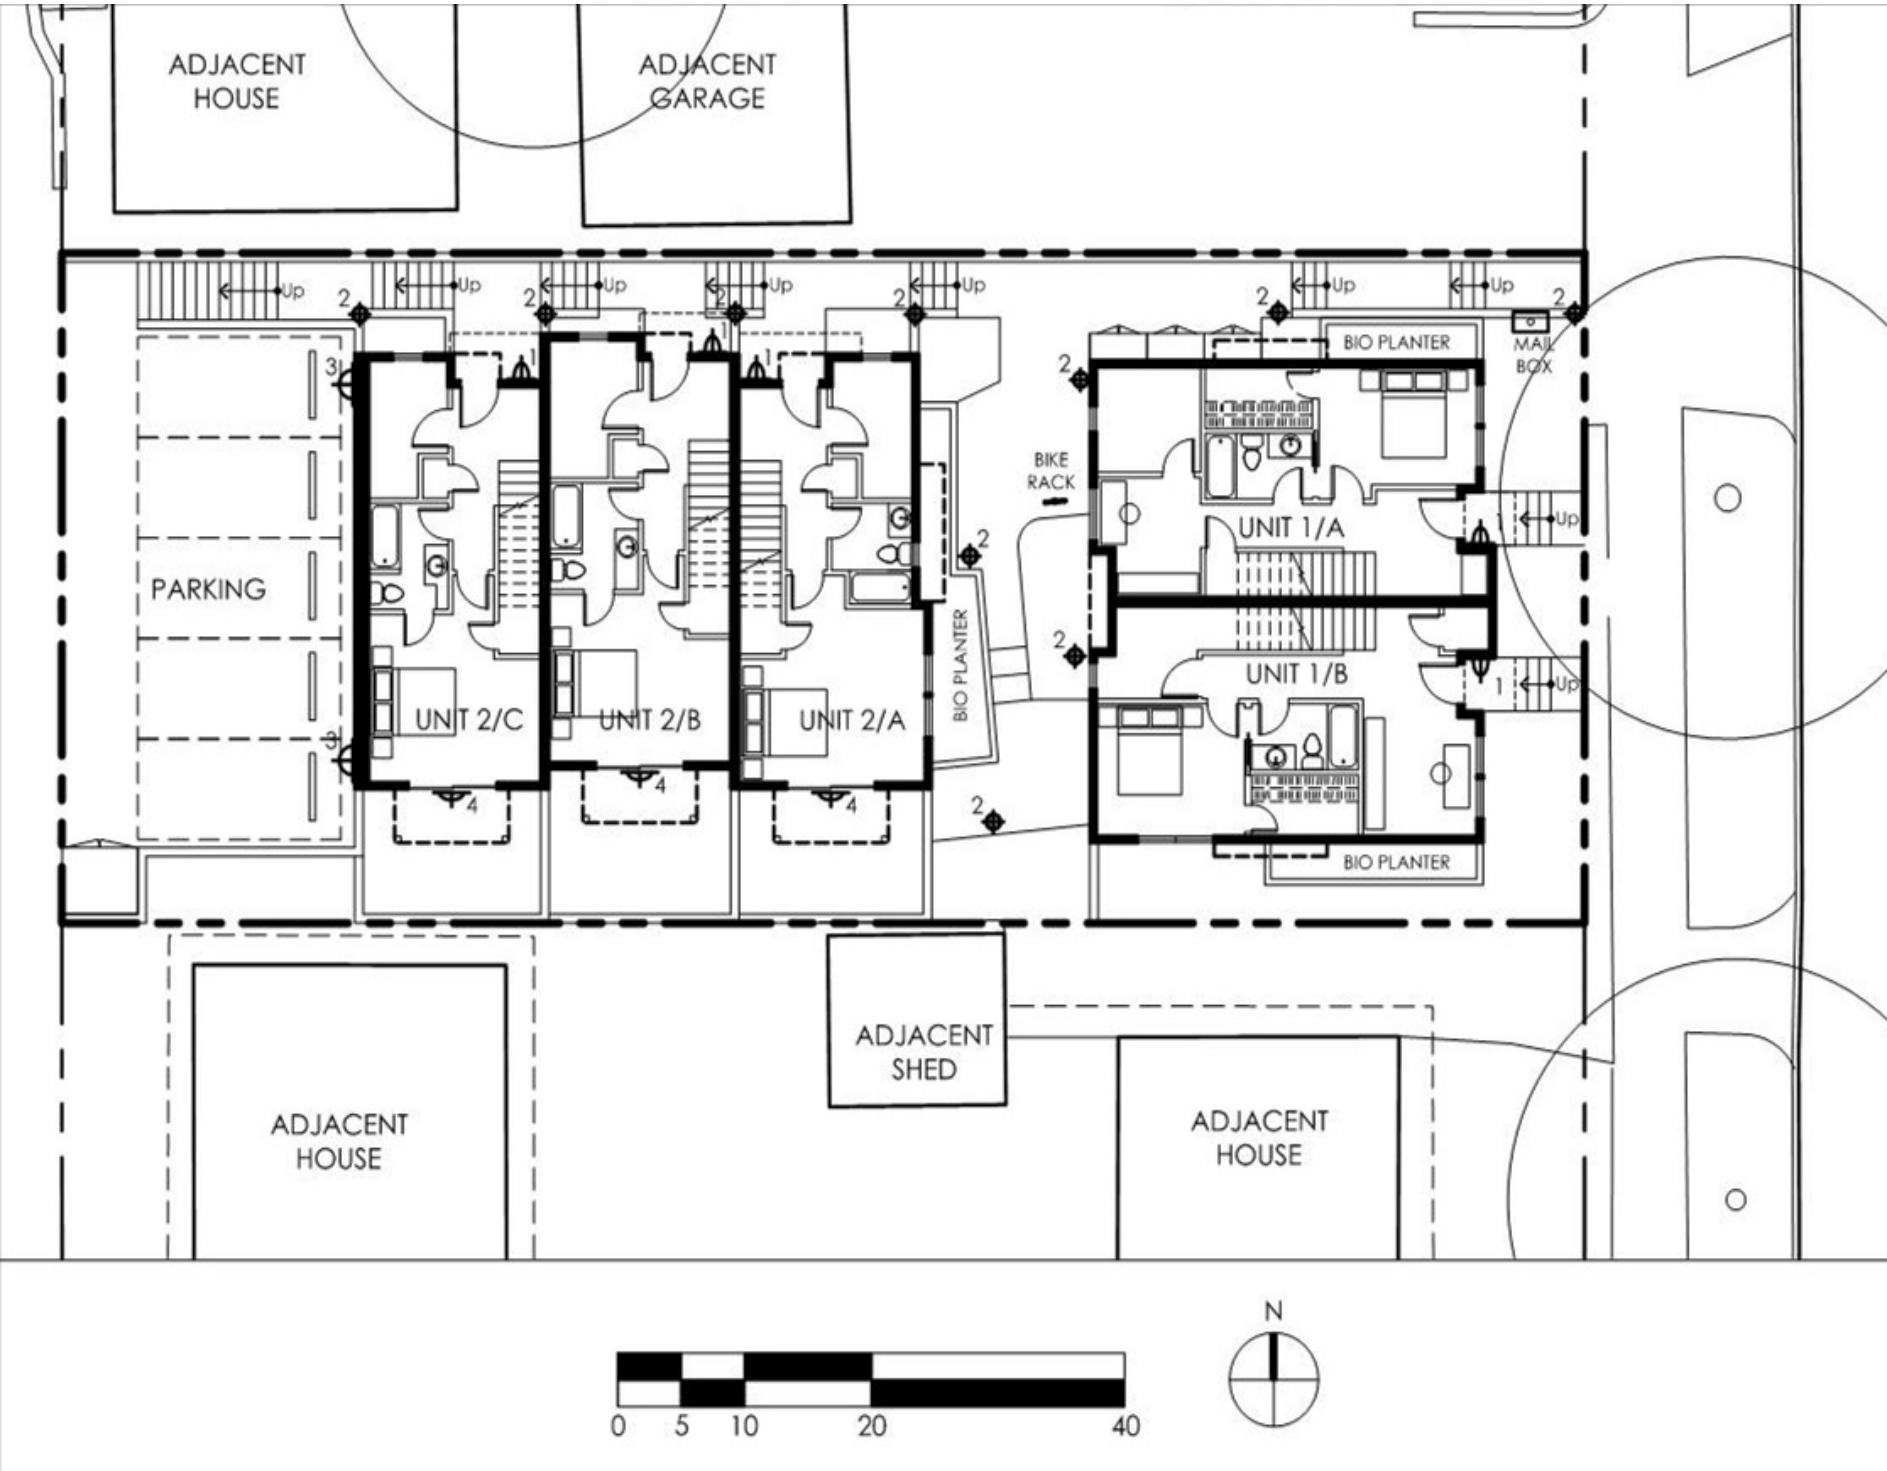 ADJACENT
HOUSE
ADJACENT
GARAGE
Up
Up
Up
Up
Up
Up
Up
2
2
2
2
2
2
MAIL
BOX
BIO PLANTER
1
1
1
3
2
BIKE
RACK
UNIT 1/A
1
Up
2
PARKING
BIO PLANTER
2
UNIT 1/B
1
Up
UNIT 2/C
UNIT 2/B
UNIT 2/A
3
4
4
4
2
BIO PLANTER
ADJACENT
SHED
ADJACENT
HOUSE
ADJACENT
HOUSE
N
0 5 10 20 40